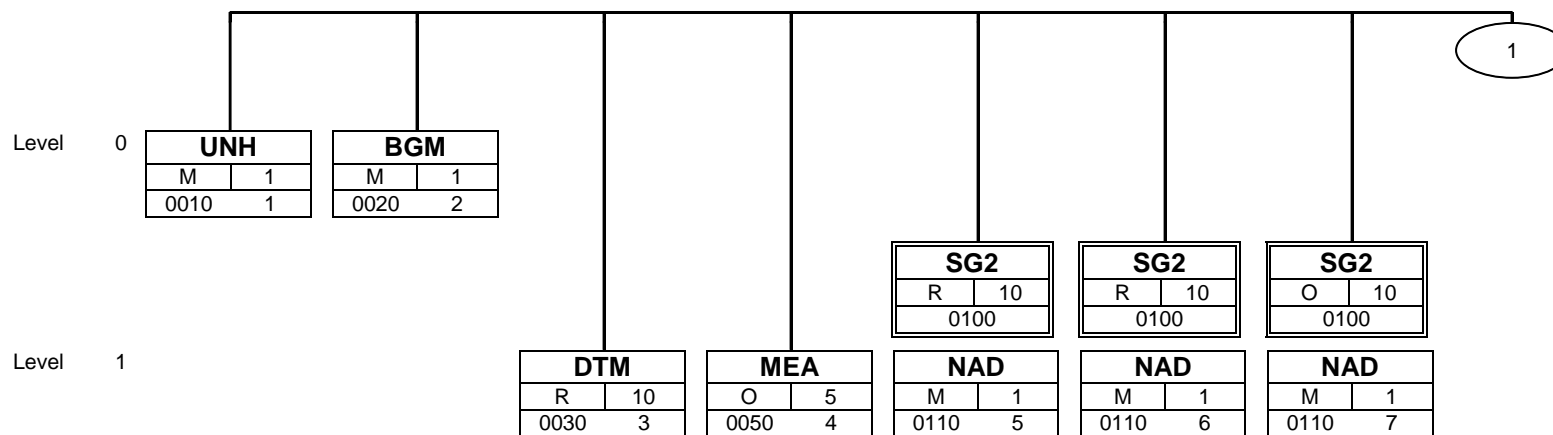 1
Level 0 UNH BGM
M 1 M 1
0010 1 0020 2
SG2 SG2 SG2
R 10 R 10 O 10
0100 0100 0100
Level 1 DTM MEA NAD NAD NAD
R 10 O 5 M 1 M 1 M 1
0030 3 0050 4 0110 5 0110 6 0110 7